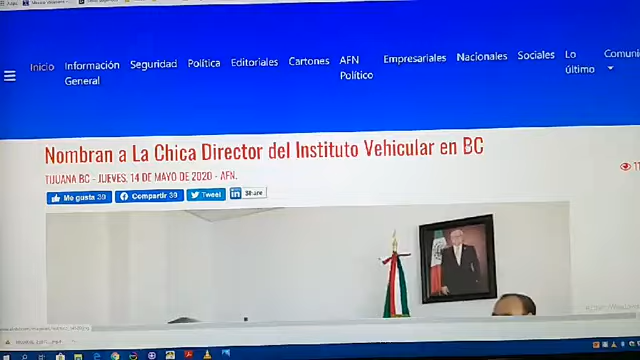 Inicio
Información General
Seguridad
Política
Editoriales
Cartones
AFN Político
Empresariales
Nacionales
Sociales
Lo último
Comuni
Nombran a La Chica Director del Instituto Vehicular en BC
TIJUANA BC - JUEVES, 14 DE MAYO DE 2020 - AFN.
Me gusta 39
Compartir 39
Tweet
in Share